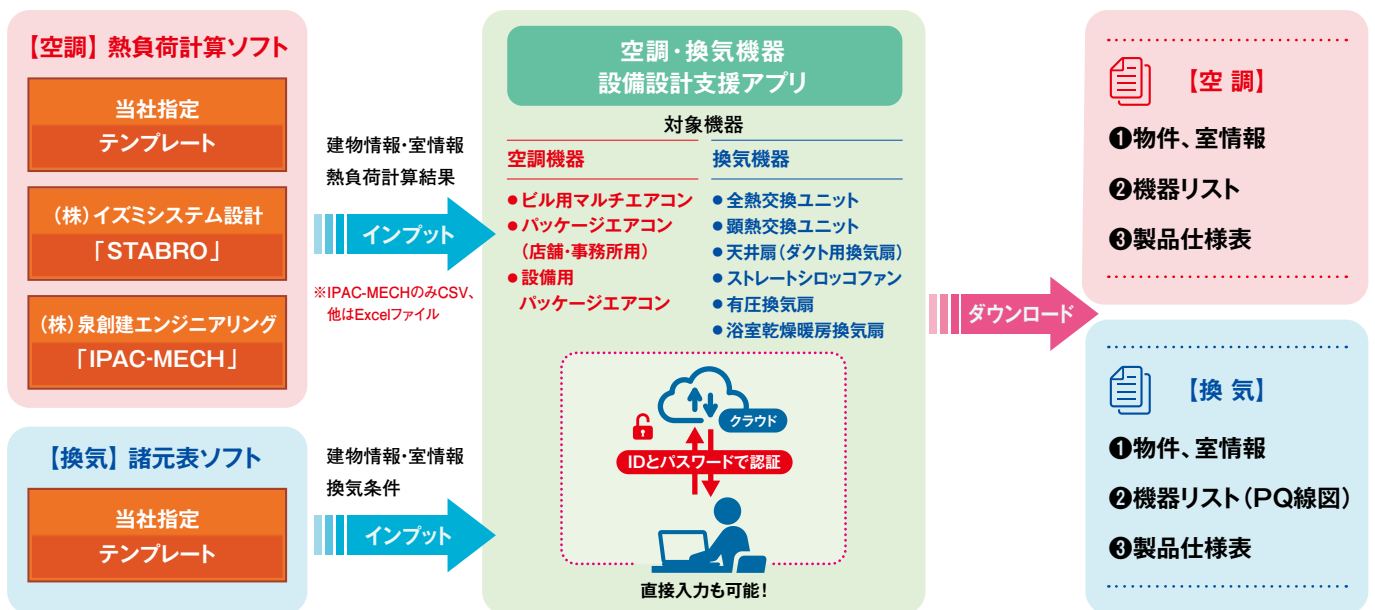 【空調】熱負荷計算ソフト
当社指定
テンプレート
(株)イズミシステム設計
「STABRO」
(株)泉創建エンジニアリング
「IPAC-MECH」
【換気】諸元表ソフト
当社指定
テンプレート
建物情報・室情報
熱負荷計算結果
インプット
※IPAC-MECHのみCSV、
他はExcelファイル
建物情報・室情報
換気条件
インプット
空調・換気機器
設備設計支援アプリ
対象機器
空調機器
●ビル用マルチエアコン
●パッケージエアコン
(店舗・事務所用)
●設備用
パッケージエアコン
換気機器
●全熱交換ユニット
●顕熱交換ユニット
●天井扇(ダクト用換気扇)
●ストレートシロッコファン
●有圧換気扇
●浴室乾燥暖房換気扇
クラウド
IDとパスワードで認証
直接入力も可能!
ダウンロード
【空 調】
❶物件、室情報
❷機器リスト
❸製品仕様表
【換 気】
❶物件、室情報
❷機器リスト(PQ線図)
❸製品仕様表